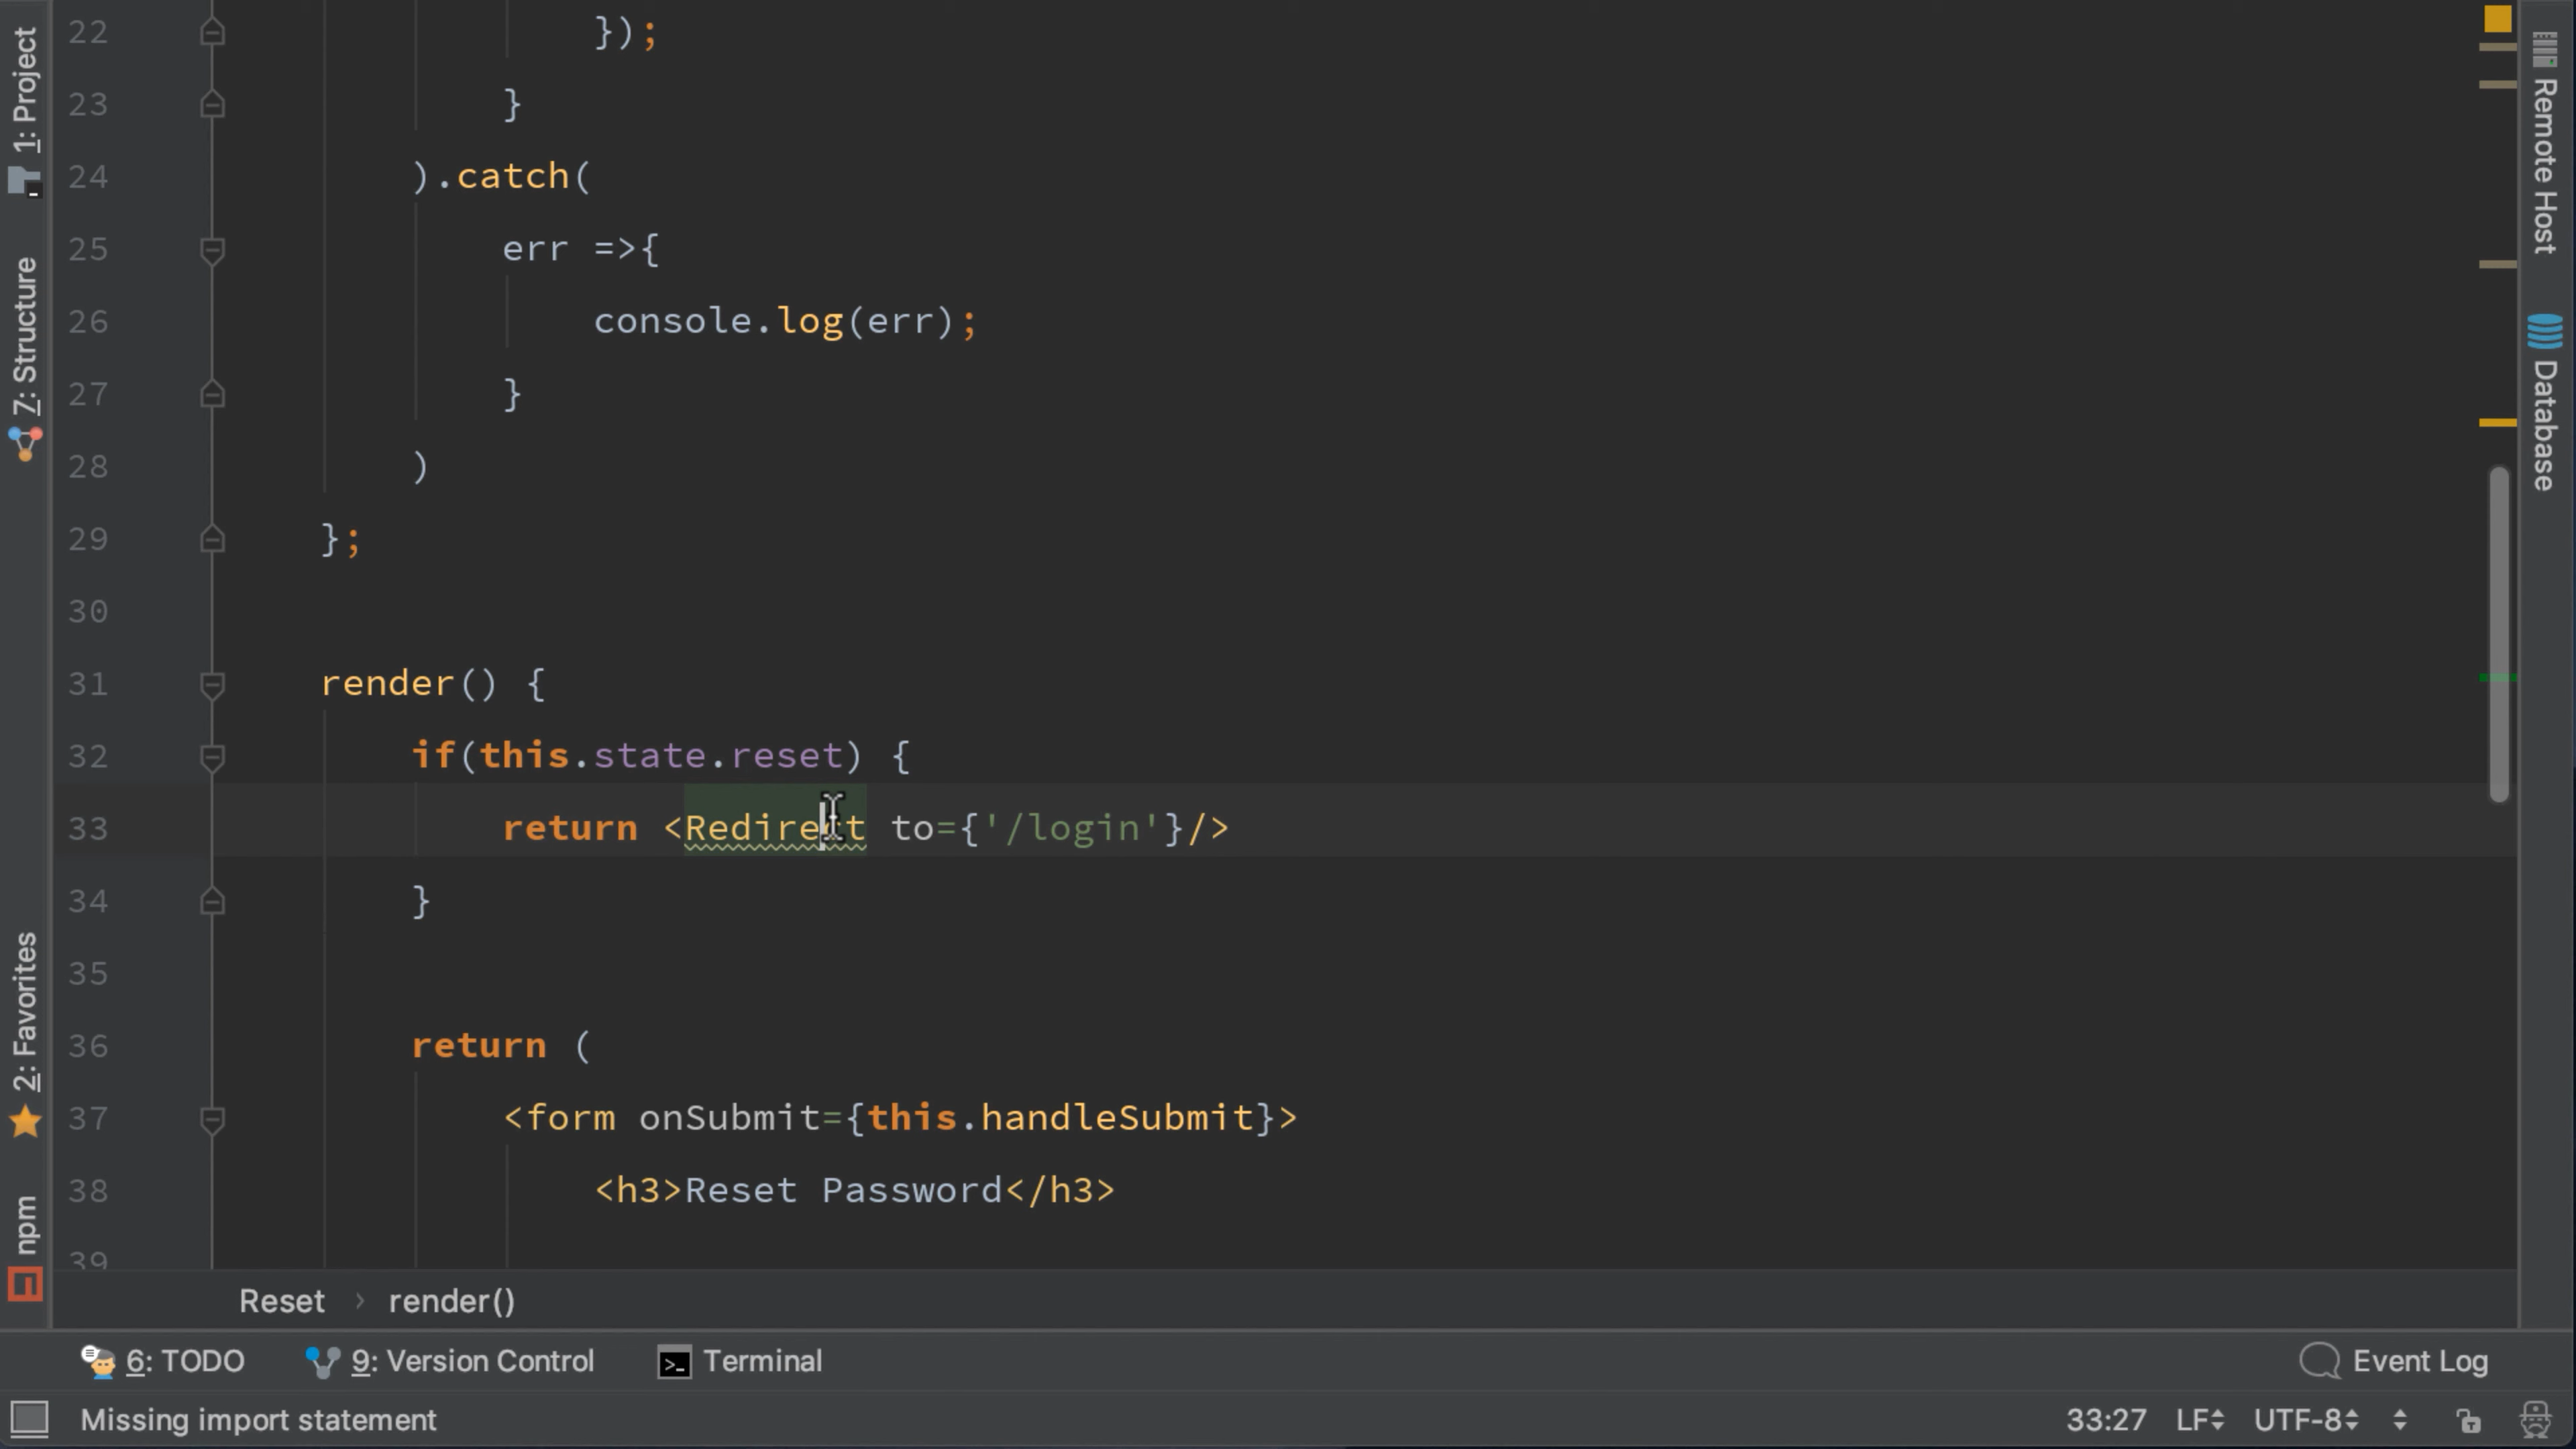 1: Project
7: Structure
2: Favorites
npm
22 });
23 }
24 ).catch(
25 err =>{
26 console.log(err);
27 }
28 )
29 };
30
31 render() {
32 if(this.state.reset) {
33 return <Redirect to={'/login'}/>
34 }
35
36 return (
37 <form onSubmit={this.handleSubmit}>
38 <h3>Reset Password</h3>
39
Remote Host
Database
Reset › render()
6: TODO 9: Version Control Terminal Event Log
Missing import statement 33:27 LF UTF-8